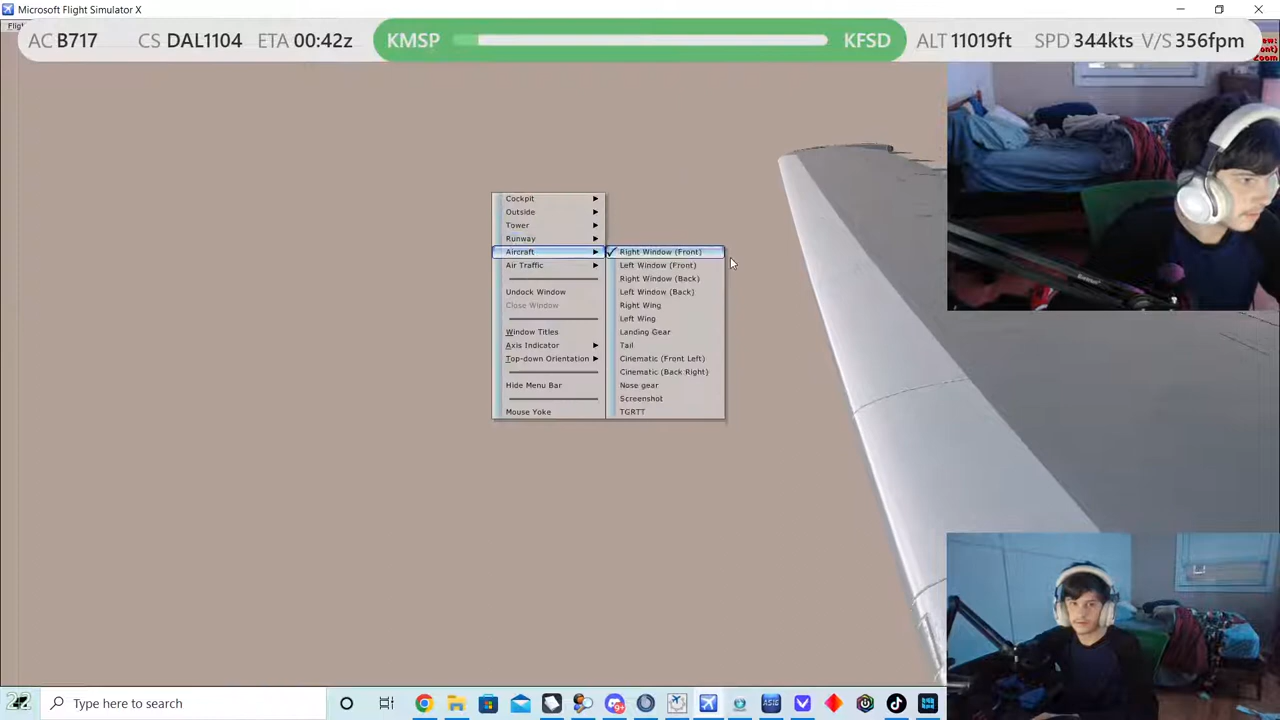 Microsoft Flight Simulator X
AC B717 CS DAL1104 ETA 00:42z KMSP KFSD ALT 11019ft SPD 344kts V/S 356fpm
Cockpit
Outside
Tower
Runway
Aircraft
Air Traffic
Undock Window
Close Window
Window Titles
Axis Indicator
Top-down Orientation
Hide Menu Bar
Mouse Yoke
Right Window (Front)
Left Window (Front)
Right Window (Back)
Left Window (Back)
Right Wing
Left Wing
Landing Gear
Tail
Cinematic (Front Left)
Cinematic (Back Right)
Nose gear
Screenshot
TGRTT
Type here to search